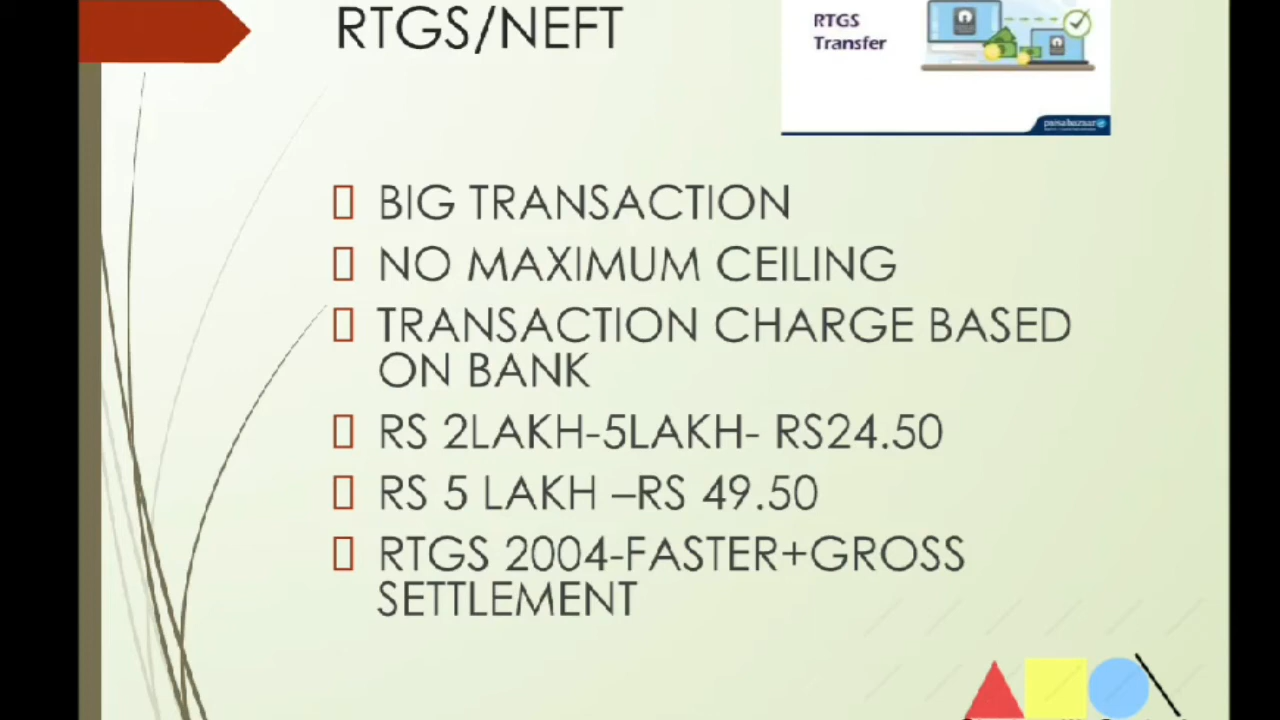 RTGS/NEFT
RTGS
Transfer
paisabazaar
BIG TRANSACTION
NO MAXIMUM CEILING
TRANSACTION CHARGE BASED
ON BANK
RS 2LAKH-5LAKH- RS24.50
RS 5 LAKH –RS 49.50
RTGS 2004-FASTER+GROSS
SETTLEMENT